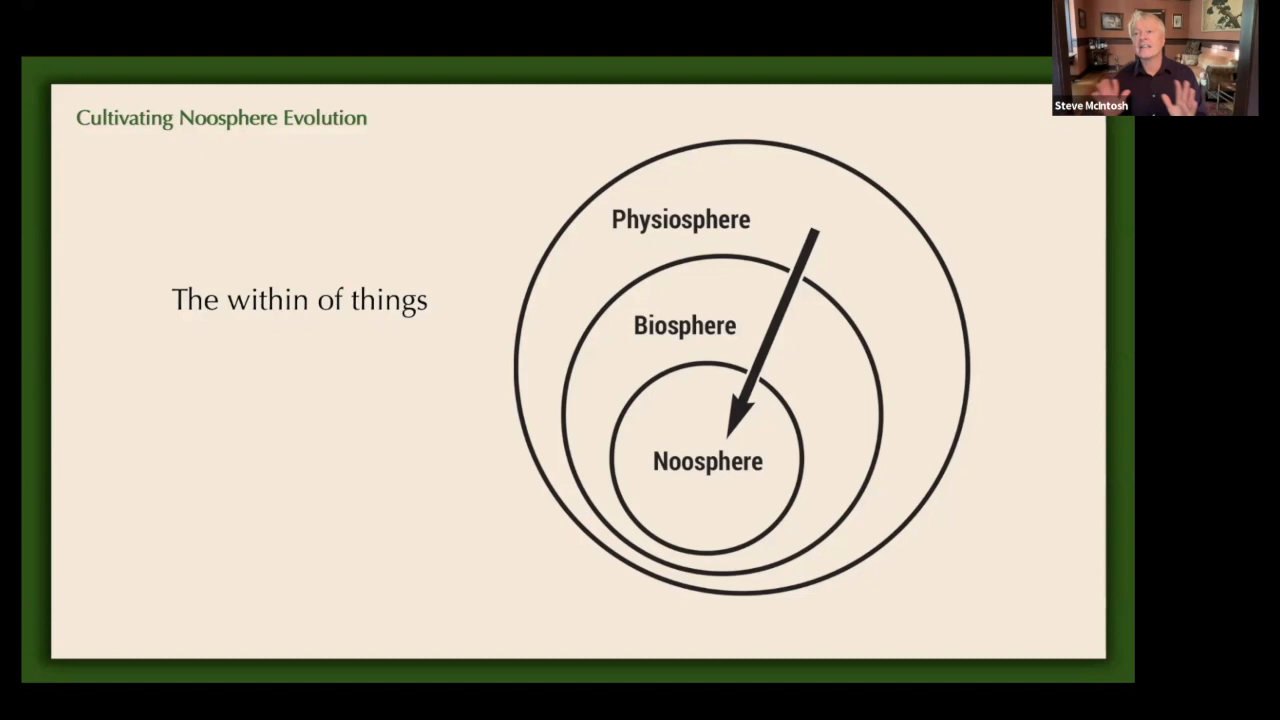 Steve McIntosh
Cultivating Noosphere Evolution
Physiosphere
The within of things
Biosphere
Noosphere